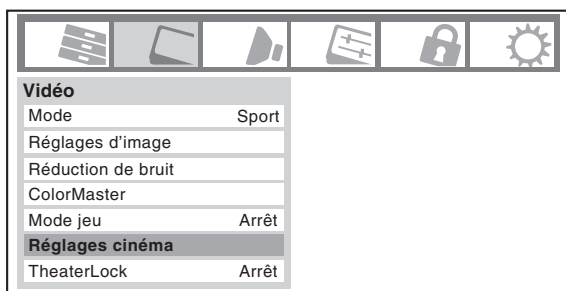 Vidéo
Mode Sport
Réglages d'image
Réduction de bruit
ColorMaster
Mode jeu Arrêt
Réglages cinéma
TheaterLock Arrêt